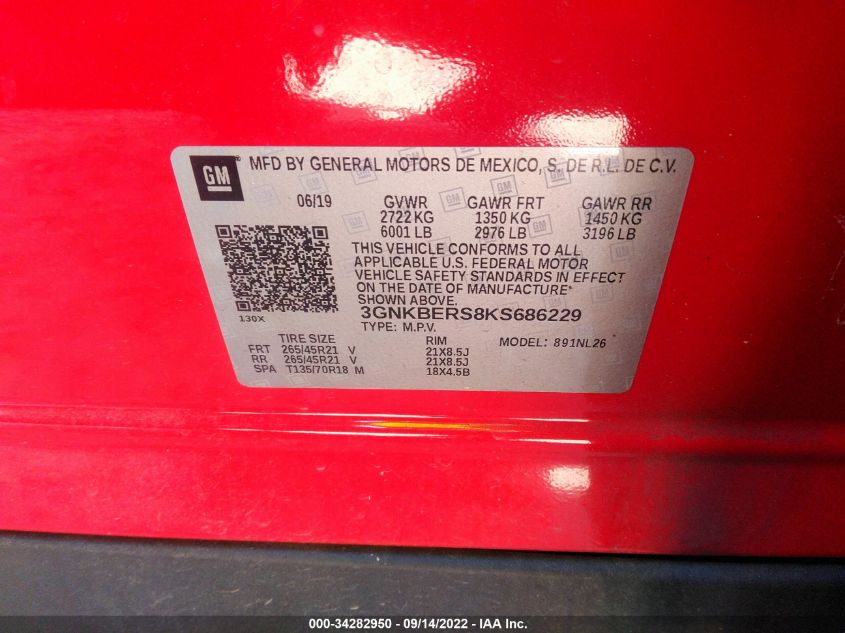 GM
MFD BY GENERAL MOTORS DE MEXICO, S. DE R.L. DE C.V.
06/19 GVWR GAWR FRT GAWR RR
2722 KG 1350 KG 1450 KG
6001 LB 2976 LB 3196 LB
THIS VEHICLE CONFORMS TO ALL
APPLICABLE U.S. FEDERAL MOTOR
VEHICLE SAFETY STANDARDS IN EFFECT
ON THE DATE OF MANUFACTURE
SHOWN ABOVE.
130X
3GNKBERS8KS686229
TYPE: M.P.V.
MODEL: 891NL26
TIRE SIZE RIM
FRT 265/45R21 V 21X8.5J
RR 265/45R21 V 21X8.5J
SPA T135/70R18 M 18X4.5B
000-34282950 - 09/14/2022 - IAA Inc.